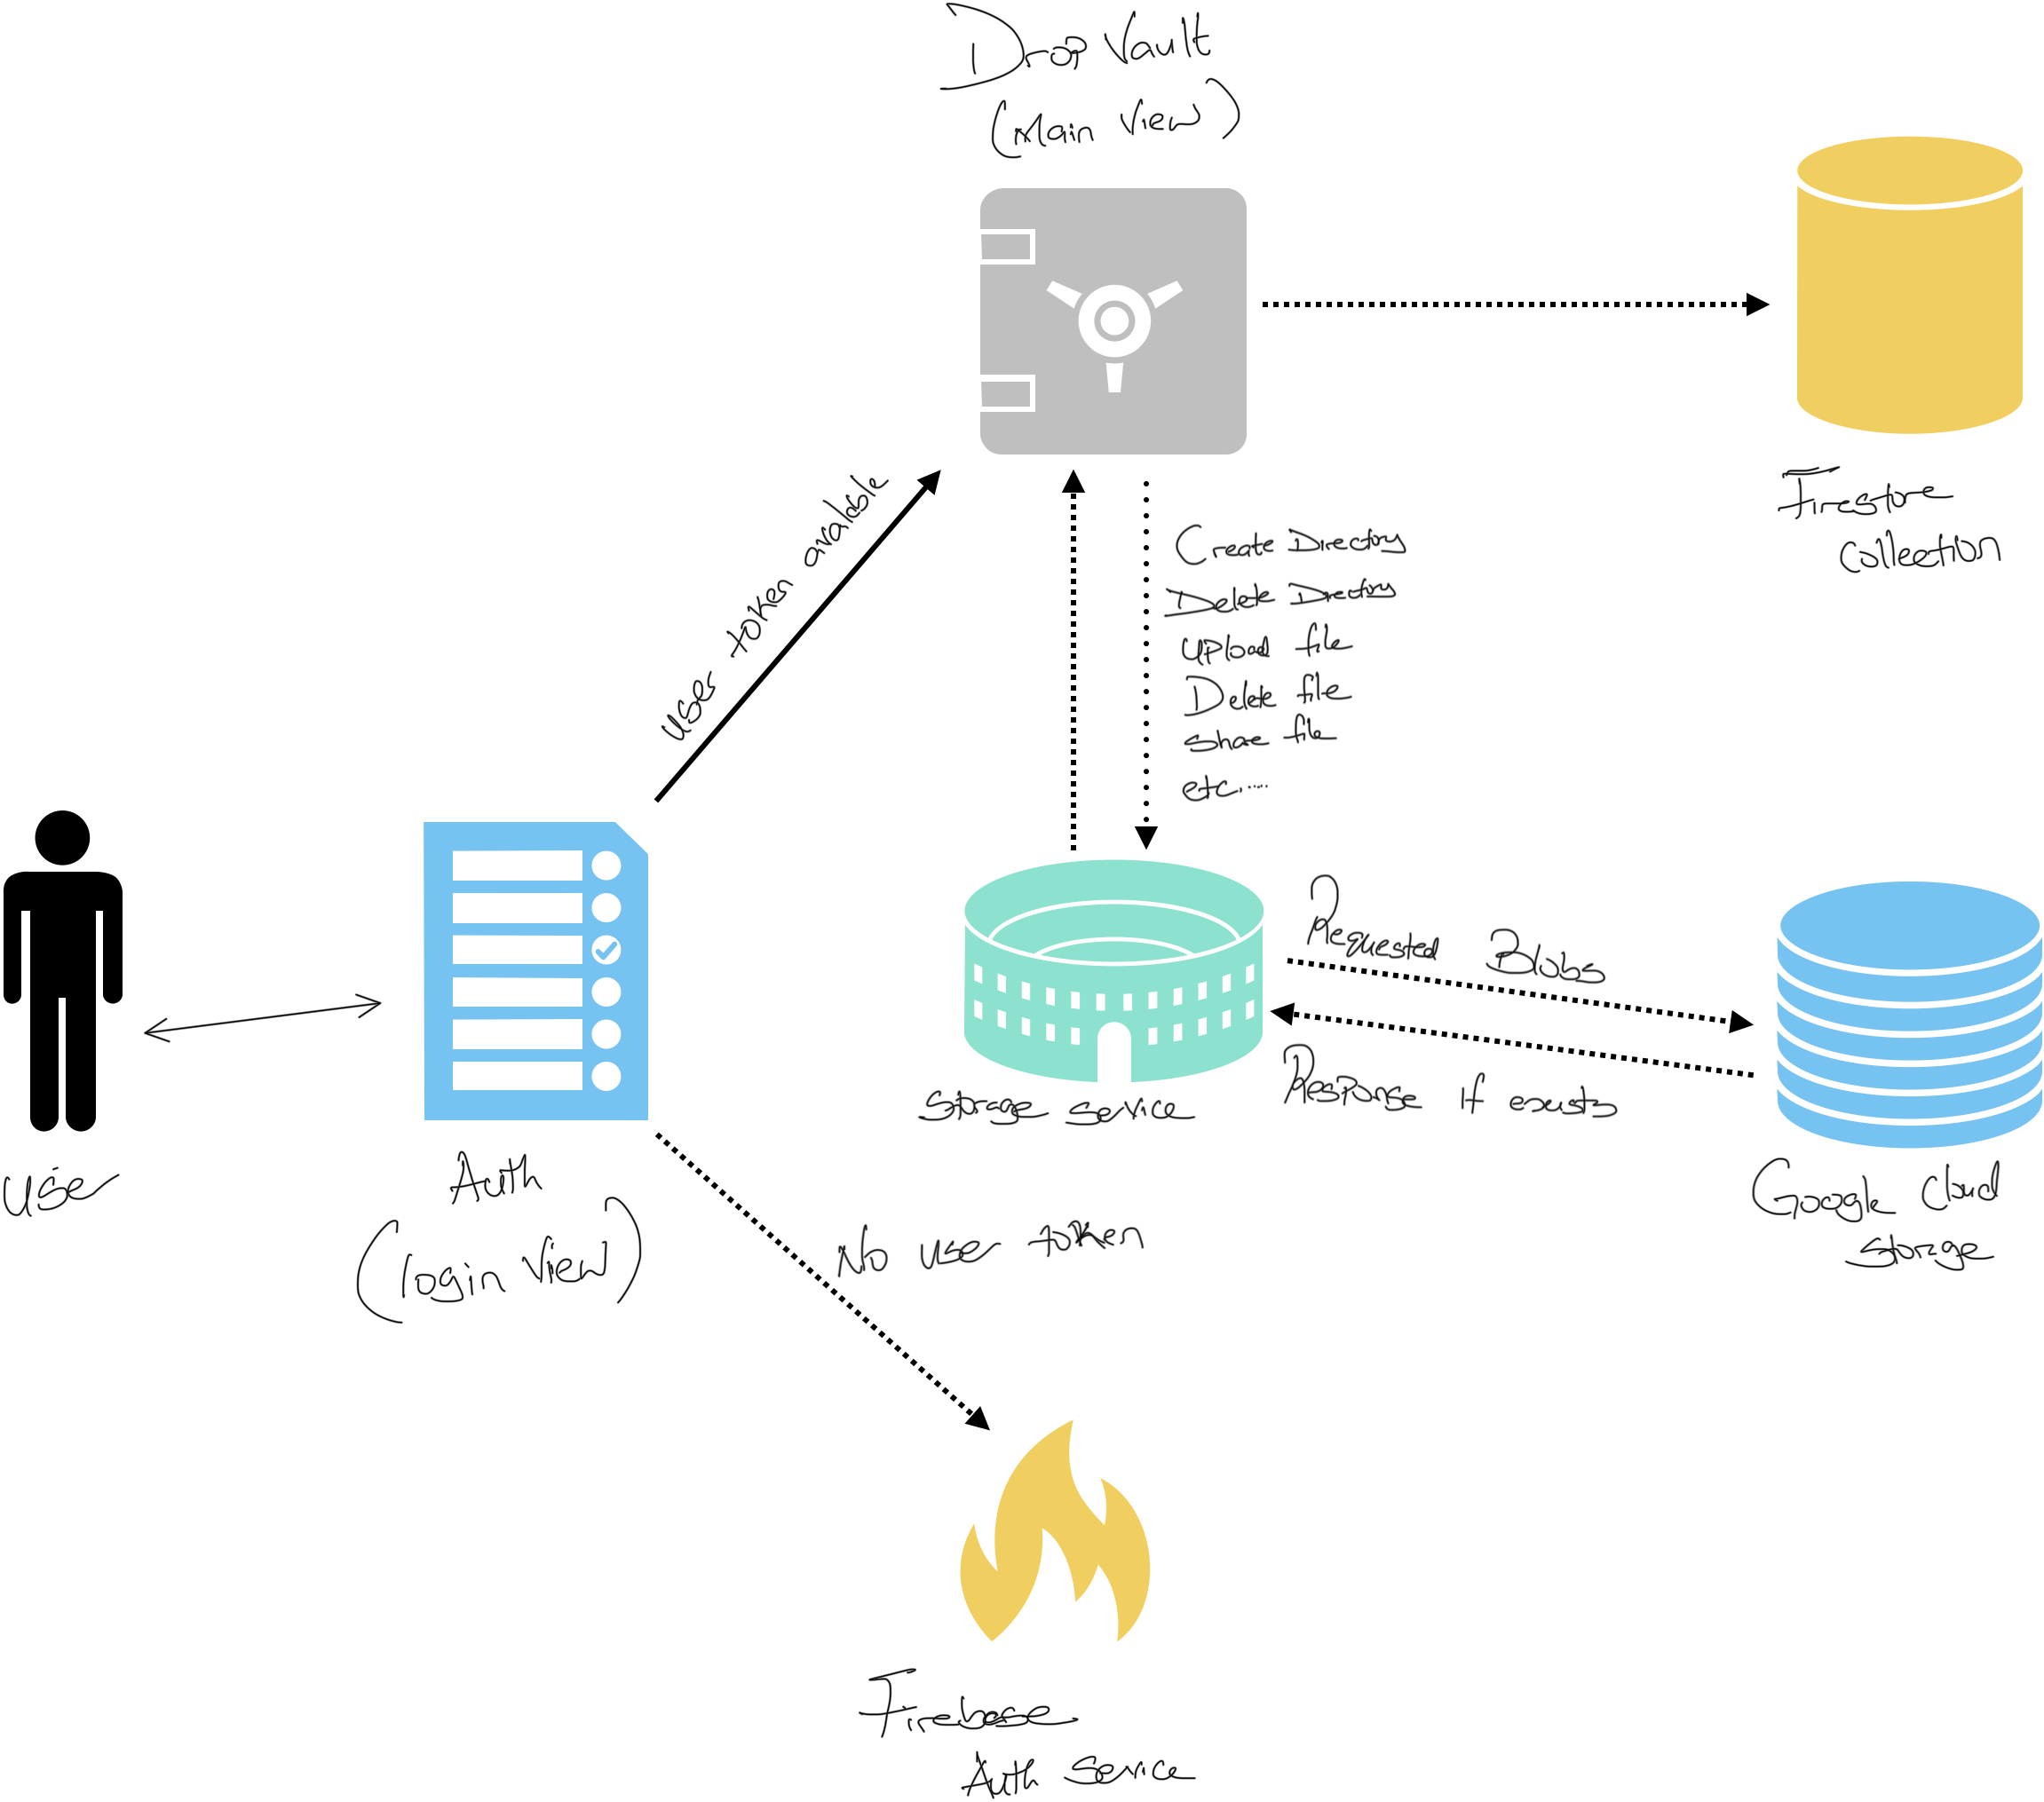 Drop Vault
(Main View)
Firestore
collection
User token available
Create Directory
Delete Directory
Upload file
Delete file
share file
etc.....
Requested Blobs
Response if exists
Storage service
User
Auth
(Login View)
No user token
Google Cloud
Storage
Firebase
Auth Service